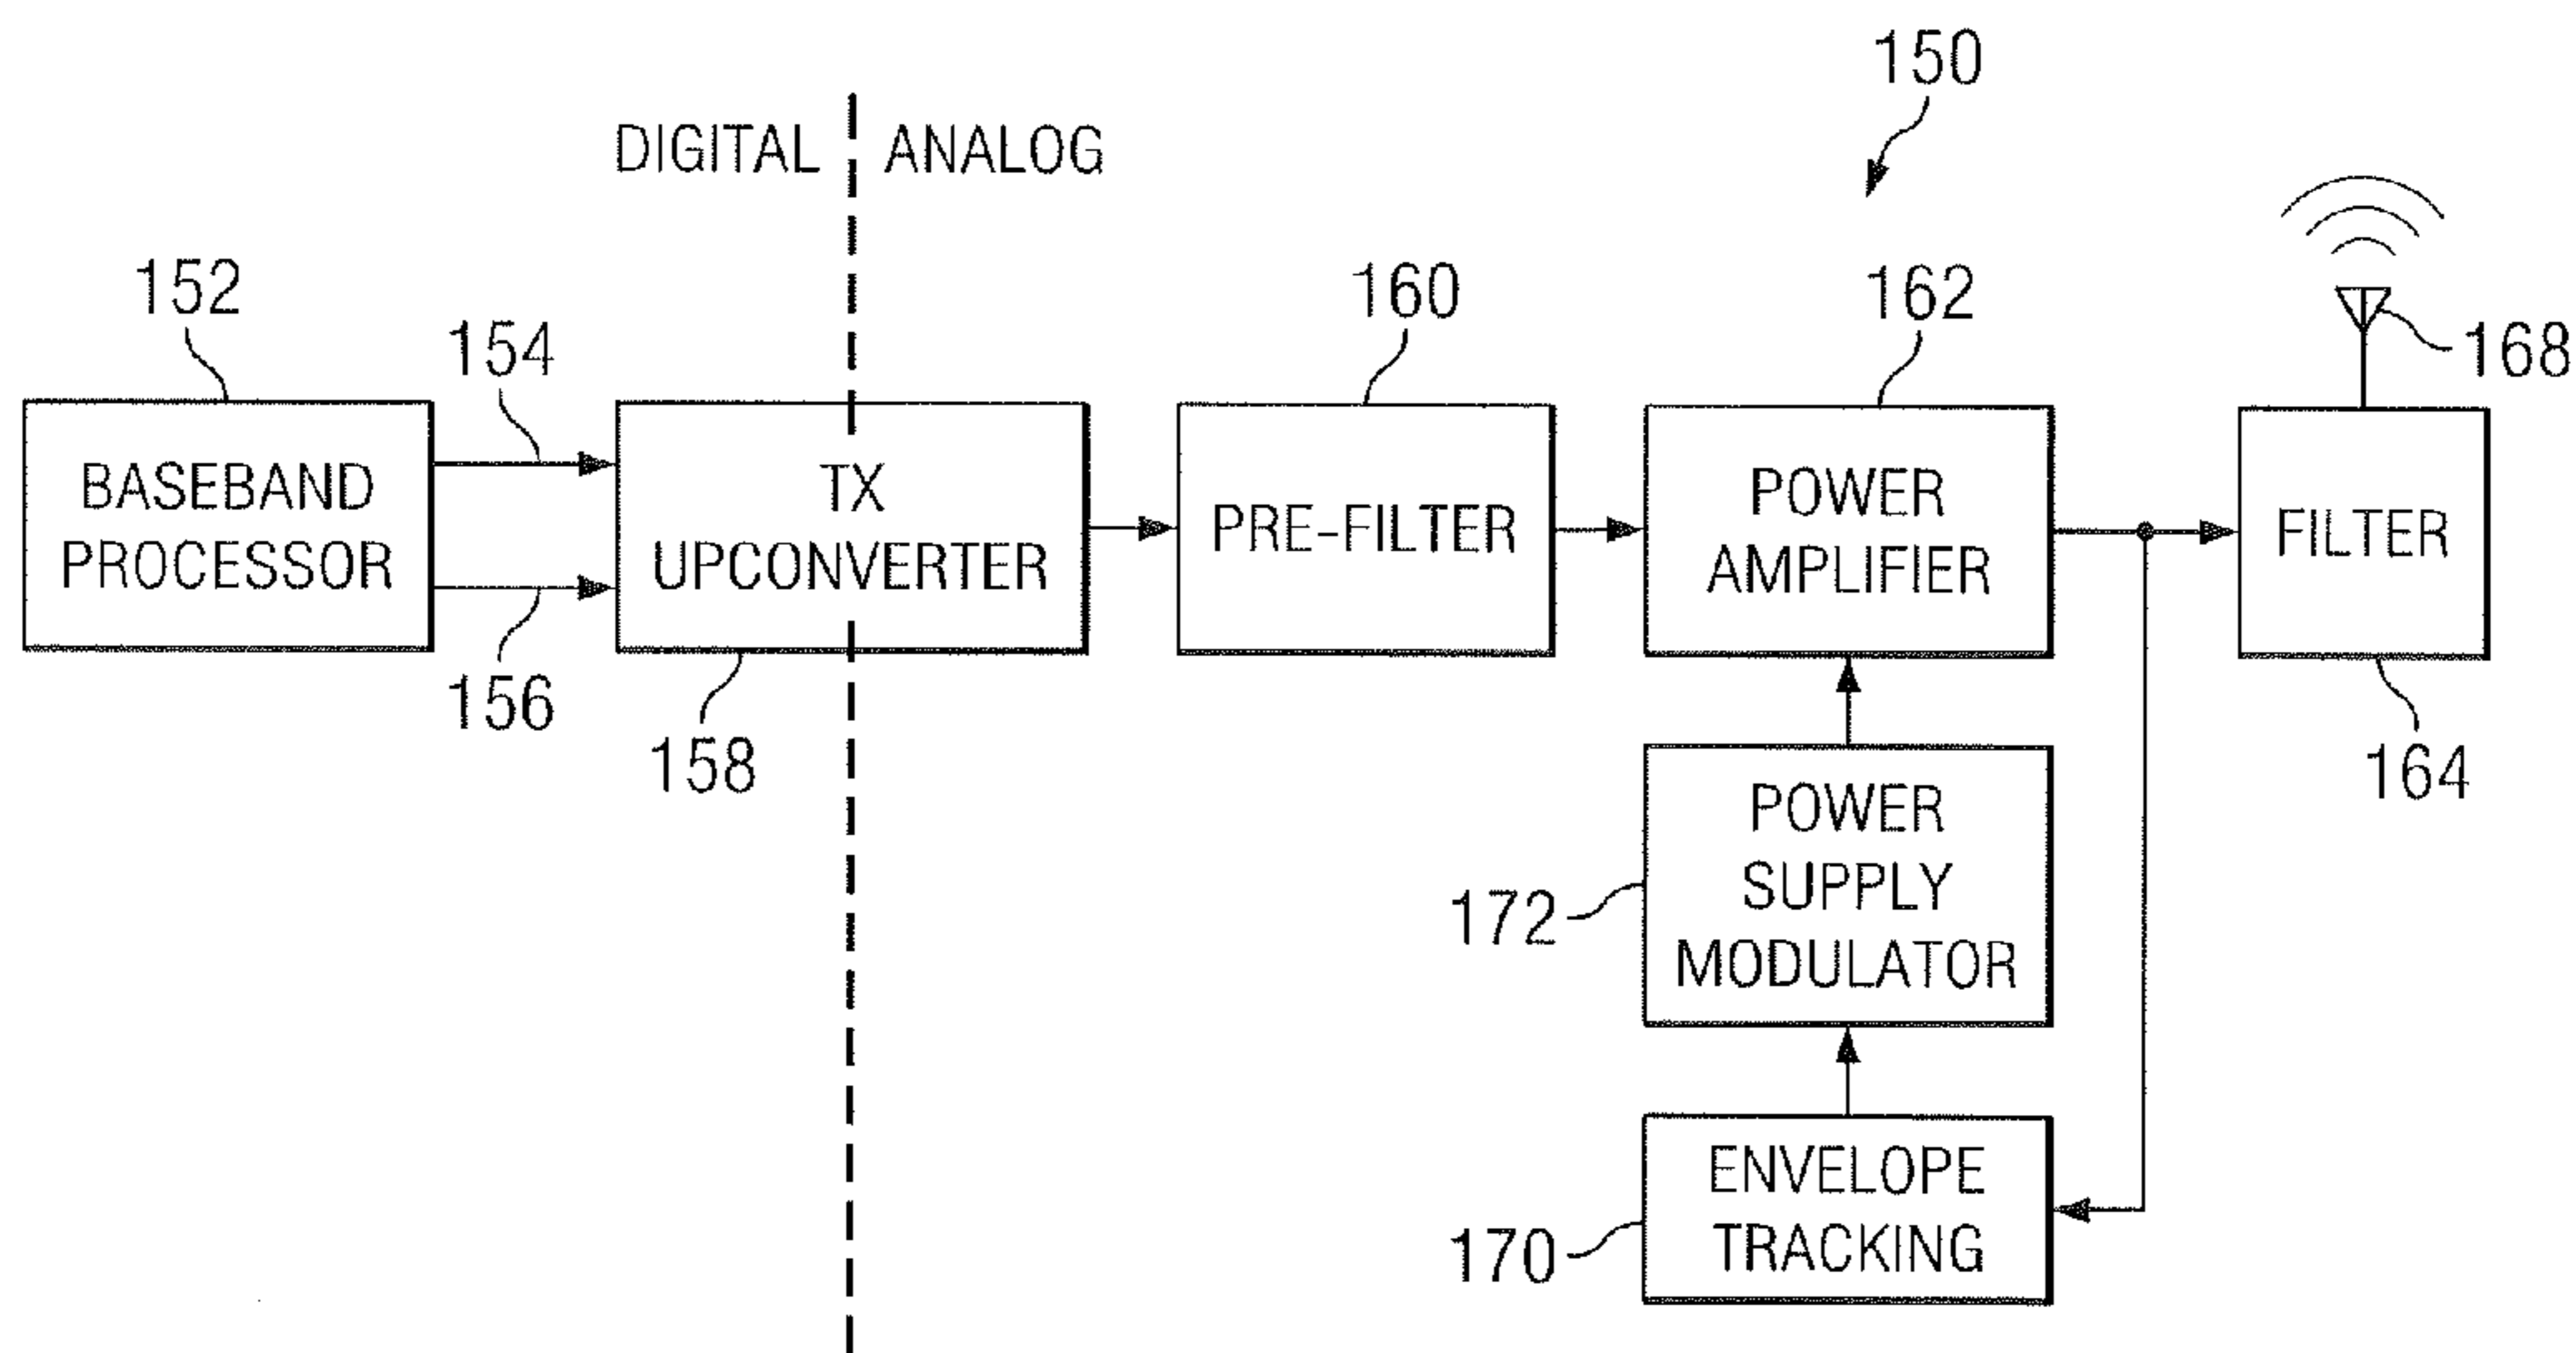 150
DIGITAL
ANALOG
152
154
160
162
168
BASEBAND
PROCESSOR
TX
UPCONVERTER
PRE-FILTER
POWER
AMPLIFIER
FILTER
156
158
164
172
POWER
SUPPLY
MODULATOR
170
ENVELOPE
TRACKING